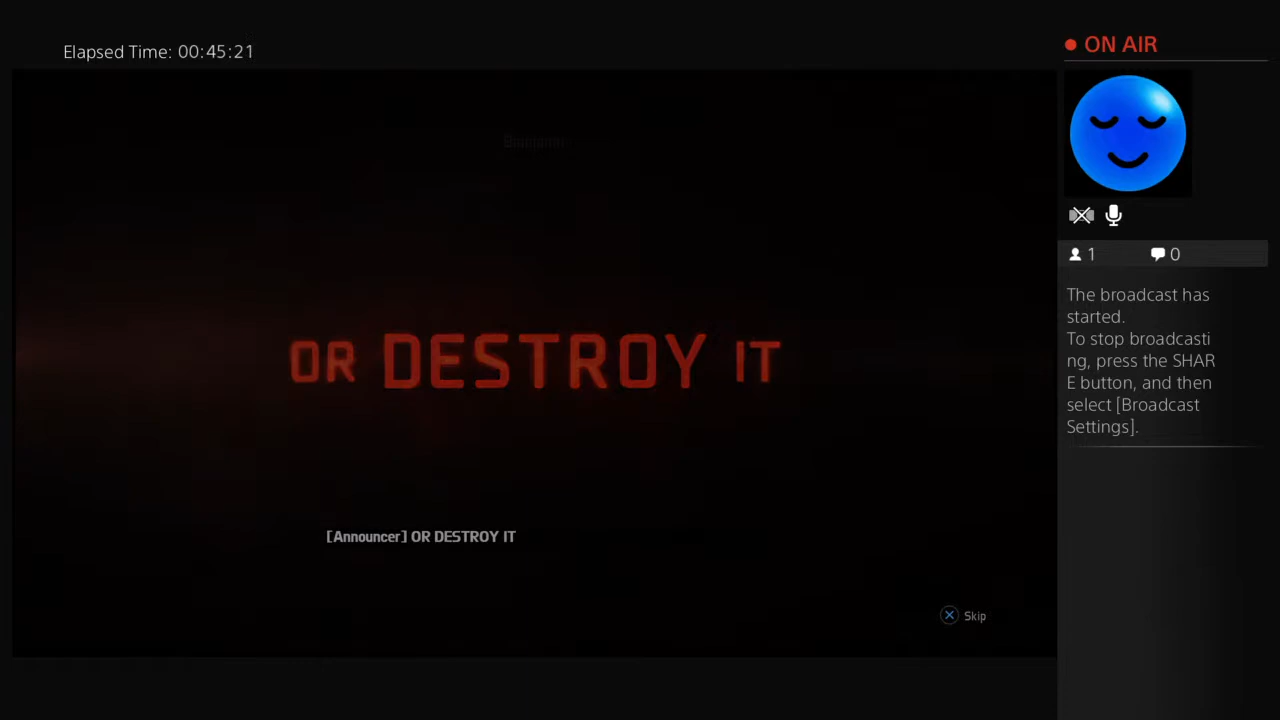 Elapsed Time: 00:45:21
ON AIR
1
0
The broadcast has
started.
To stop broadcasti
ng, press the SHAR
E button, and then
select [Broadcast
Settings].
OR DESTROY IT
[Announcer] OR DESTROY IT
Skip